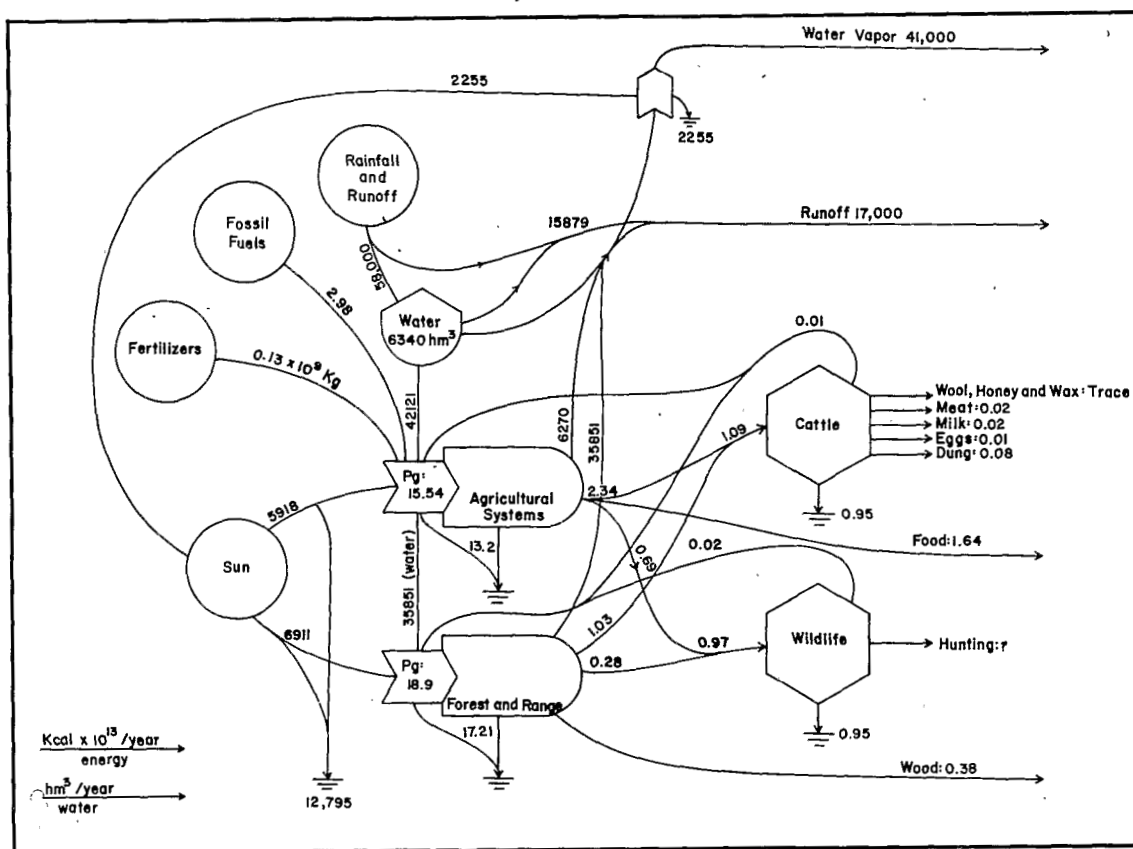 Water Vapor 41,000
2255
2255
Rainfall
and
Runoff
Fossil
Fuels
15879
Runoff 17,000
58,000
2.98
Water
6340 hm³
Fertilizers
0.13 x 10⁹ Kg
0.01
42121
6270
35851
Cattle
Wool, Honey and Wax: Trace
Meat: 0.02
Milk: 0.02
Eggs: 0.01
Dung: 0.08
1.09
Pg:
15.54
Agricultural
Systems
2.34
0.95
5918
Sun
13.2
Food: 1.64
0.69
0.02
35851 (water)
6911
1.03
0.97
Wildlife
Hunting: ?
0.28
Pg:
18.9
Forest and Range
17.21
0.95
Kcal x 10¹³ / year
energy
Wood: 0.38
hm³ / year
water
12,795